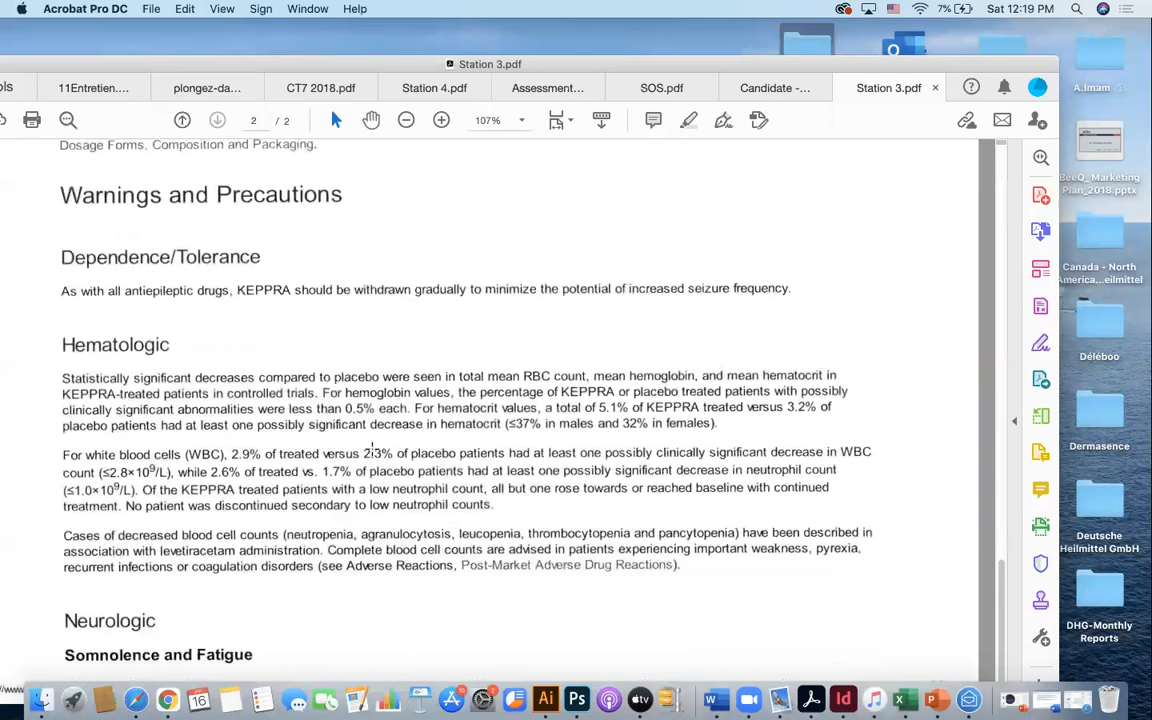 Acrobat Pro DC File Edit View Sign Window Help 7% Sat 12:19 PM
Station 3.pdf
ols 11Entretien.... plongez-da... CT7 2018.pdf Station 4.pdf Assessment... SOS.pdf Candidate -... Station 3.pdf ×
2 / 2 107%
Dosage Forms, Composition and Packaging.
Warnings and Precautions
Dependence/Tolerance
As with all antiepileptic drugs, KEPPRA should be withdrawn gradually to minimize the potential of increased seizure frequency.
Hematologic
Statistically significant decreases compared to placebo were seen in total mean RBC count, mean hemoglobin, and mean hematocrit in
KEPPRA-treated patients in controlled trials. For hemoglobin values, the percentage of KEPPRA or placebo treated patients with possibly
clinically significant abnormalities were less than 0.5% each. For hematocrit values, a total of 5.1% of KEPPRA treated versus 3.2% of
placebo patients had at least one possibly significant decrease in hematocrit (≤37% in males and 32% in females).
For white blood cells (WBC), 2.9% of treated versus 2.3% of placebo patients had at least one possibly clinically significant decrease in WBC
count (≤2.8×10⁹/L), while 2.6% of treated vs. 1.7% of placebo patients had at least one possibly significant decrease in neutrophil count
(≤1.0×10⁹/L). Of the KEPPRA treated patients with a low neutrophil count, all but one rose towards or reached baseline with continued
treatment. No patient was discontinued secondary to low neutrophil counts.
Cases of decreased blood cell counts (neutropenia, agranulocytosis, leucopenia, thrombocytopenia and pancytopenia) have been described in
association with levetiracetam administration. Complete blood cell counts are advised in patients experiencing important weakness, pyrexia,
recurrent infections or coagulation disorders (see Adverse Reactions, Post-Market Adverse Drug Reactions).
Neurologic
Somnolence and Fatigue
A.Imam
BeeQ_Marketing
Plan_2018.pptx
Canada - North
America...eilmittel
Déléboo
Dermasence
Deutsche
Heilmittel GmbH
DHG-Monthly
Reports
//www
NOV
16
Ai Ps W Id X P